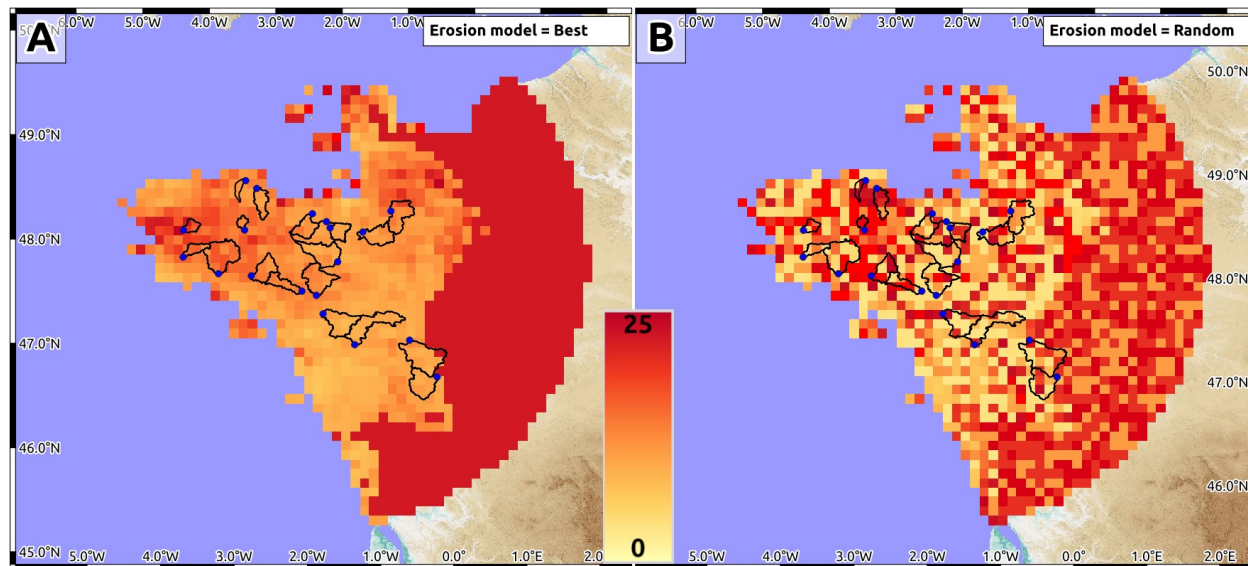 A
5.0°W 4.0°W 3.0°W 2.0°W 1.0°W
Erosion model = Best
49.0°N
48.0°N
47.0°N
46.0°N
45.0°N
5.0°W 4.0°W 3.0°W 2.0°W 1.0°W 0.0° 1.0°E 2.0
25
0
B
6.0°W 5.0°W 4.0°W 3.0°W 2.0°W 1.0°W
Erosion model = Random
50.0°N
49.0°N
48.0°N
47.0°N
46.0°N
5.0°W 4.0°W 3.0°W 2.0°W 1.0°W 0.0° 1.0°E 2.0